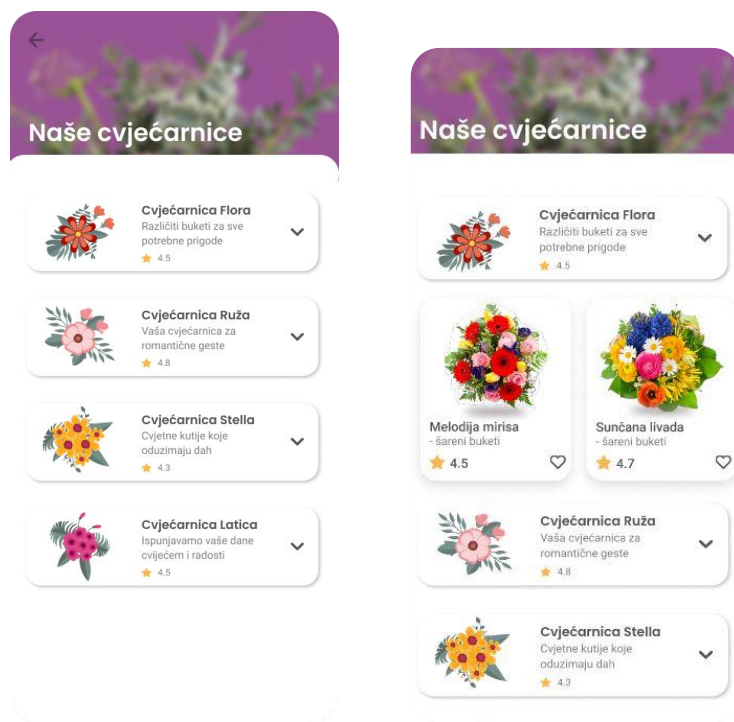 Naše cvjećarnice
Cvjećarnica Flora
Različiti buketi za sve
potrebne prigode
4.5
Cvjećarnica Ruža
Vaša cvjećarnica za
romantične geste
4.8
Cvjećarnica Stella
Cvjetne kutije koje
oduzimaju dah
4.3
Cvjećarnica Latica
Ispunjavamo vaše dane
cvijećem i radosti
4.5
Naše cvjećarnice
Cvjećarnica Flora
Različiti buketi za sve
potrebne prigode
4.5
Melodija mirisa
- šareni buketi
4.5
Sunčana livada
- šareni buketi
4.7
Cvjećarnica Ruža
Vaša cvjećarnica za
romantične geste
4.8
Cvjećarnica Stella
Cvjetne kutije koje
oduzimaju dah
4.3